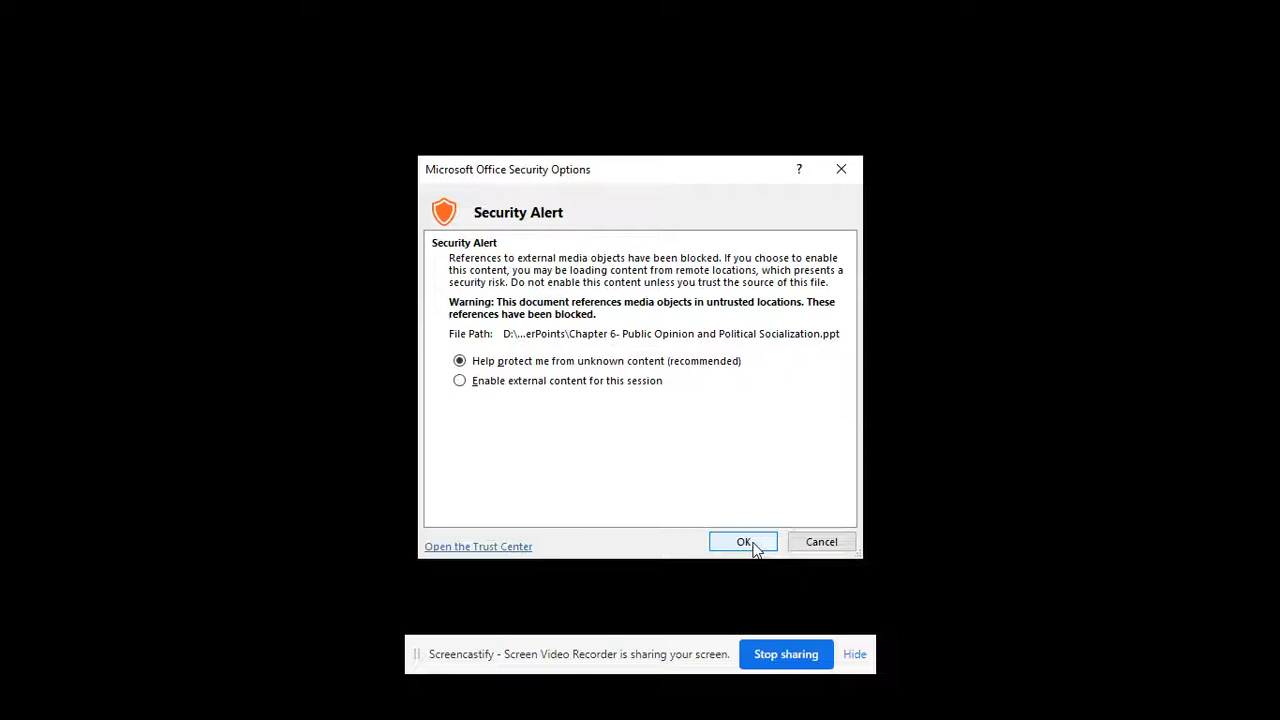 Microsoft Office Security Options
?
Security Alert
Security Alert
References to external media objects have been blocked. If you choose to enable
this content, you may be loading content from remote locations, which presents a
security risk. Do not enable this content unless you trust the source of this file.
Warning: This document references media objects in untrusted locations. These
references have been blocked.
File Path: D:\...erPoints\Chapter 6- Public Opinion and Political Socialization.ppt
Help protect me from unknown content (recommended)
Enable external content for this session
Open the Trust Center
OK
Cancel
Screencastify - Screen Video Recorder is sharing your screen.
Stop sharing
Hide